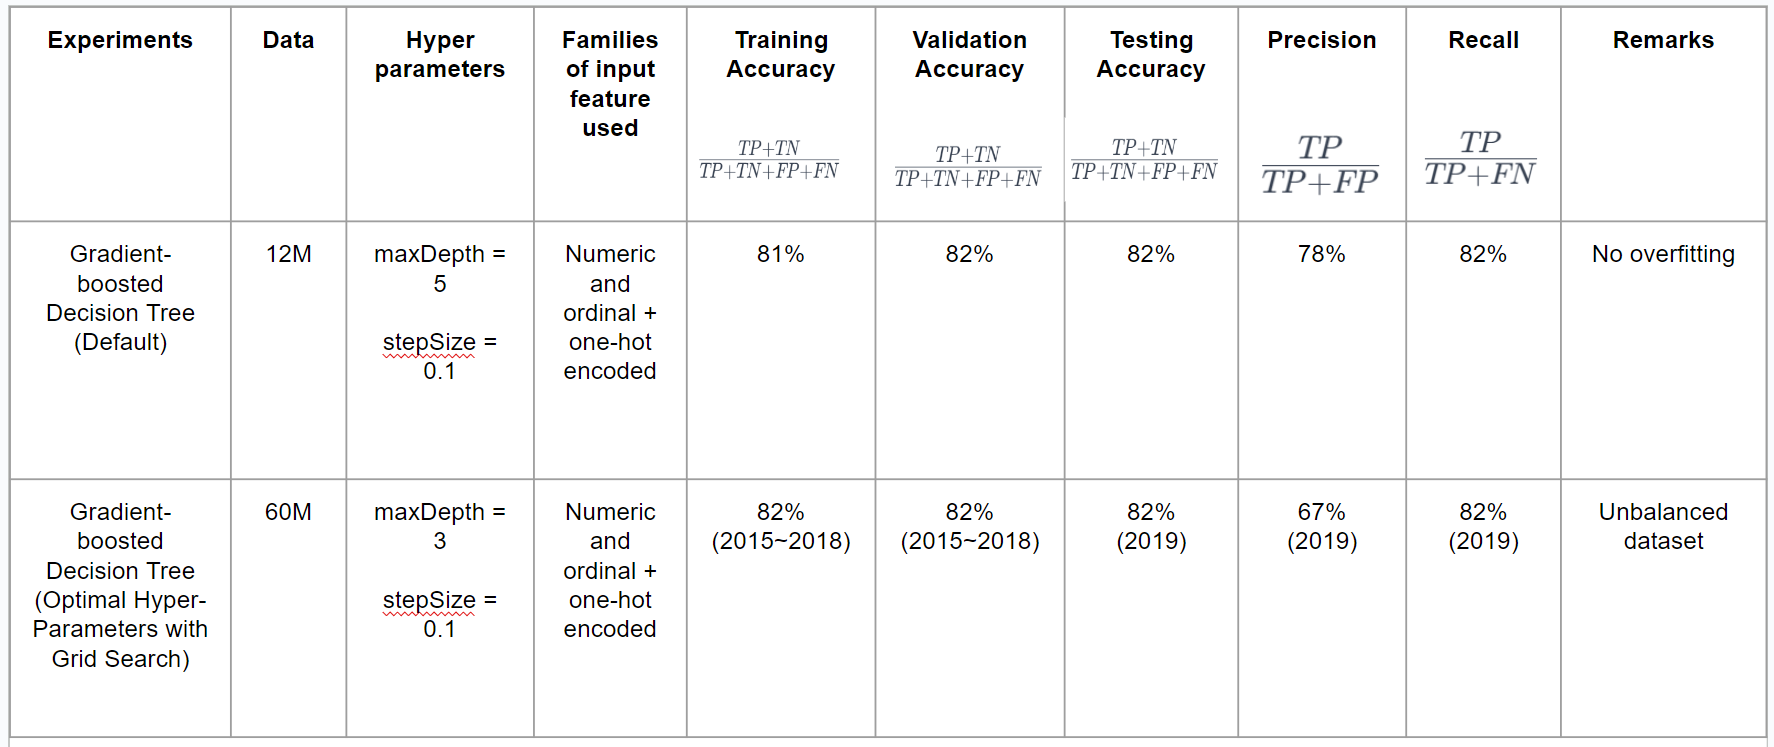 Experiments
Data
Hyper
parameters
Families
of input
feature
used
Training
Accuracy
TP+TN
TP+TN+FP+FN
Validation
Accuracy
TP+TN
TP+TN+FP+FN
Testing
Accuracy
TP+TN
TP+TN+FP+FN
Precision
TP
TP+FP
Recall
TP
TP+FN
Remarks
Gradient-
boosted
Decision Tree
(Default)
12M
maxDepth =
5
stepSize =
0.1
Numeric
and
ordinal +
one-hot
encoded
81%
82%
82%
78%
82%
No overfitting
Gradient-
boosted
Decision Tree
(Optimal Hyper-
Parameters with
Grid Search)
60M
maxDepth =
3
stepSize =
0.1
Numeric
and
ordinal +
one-hot
encoded
82%
(2015~2018)
82%
(2015~2018)
82%
(2019)
67%
(2019)
82%
(2019)
Unbalanced
dataset